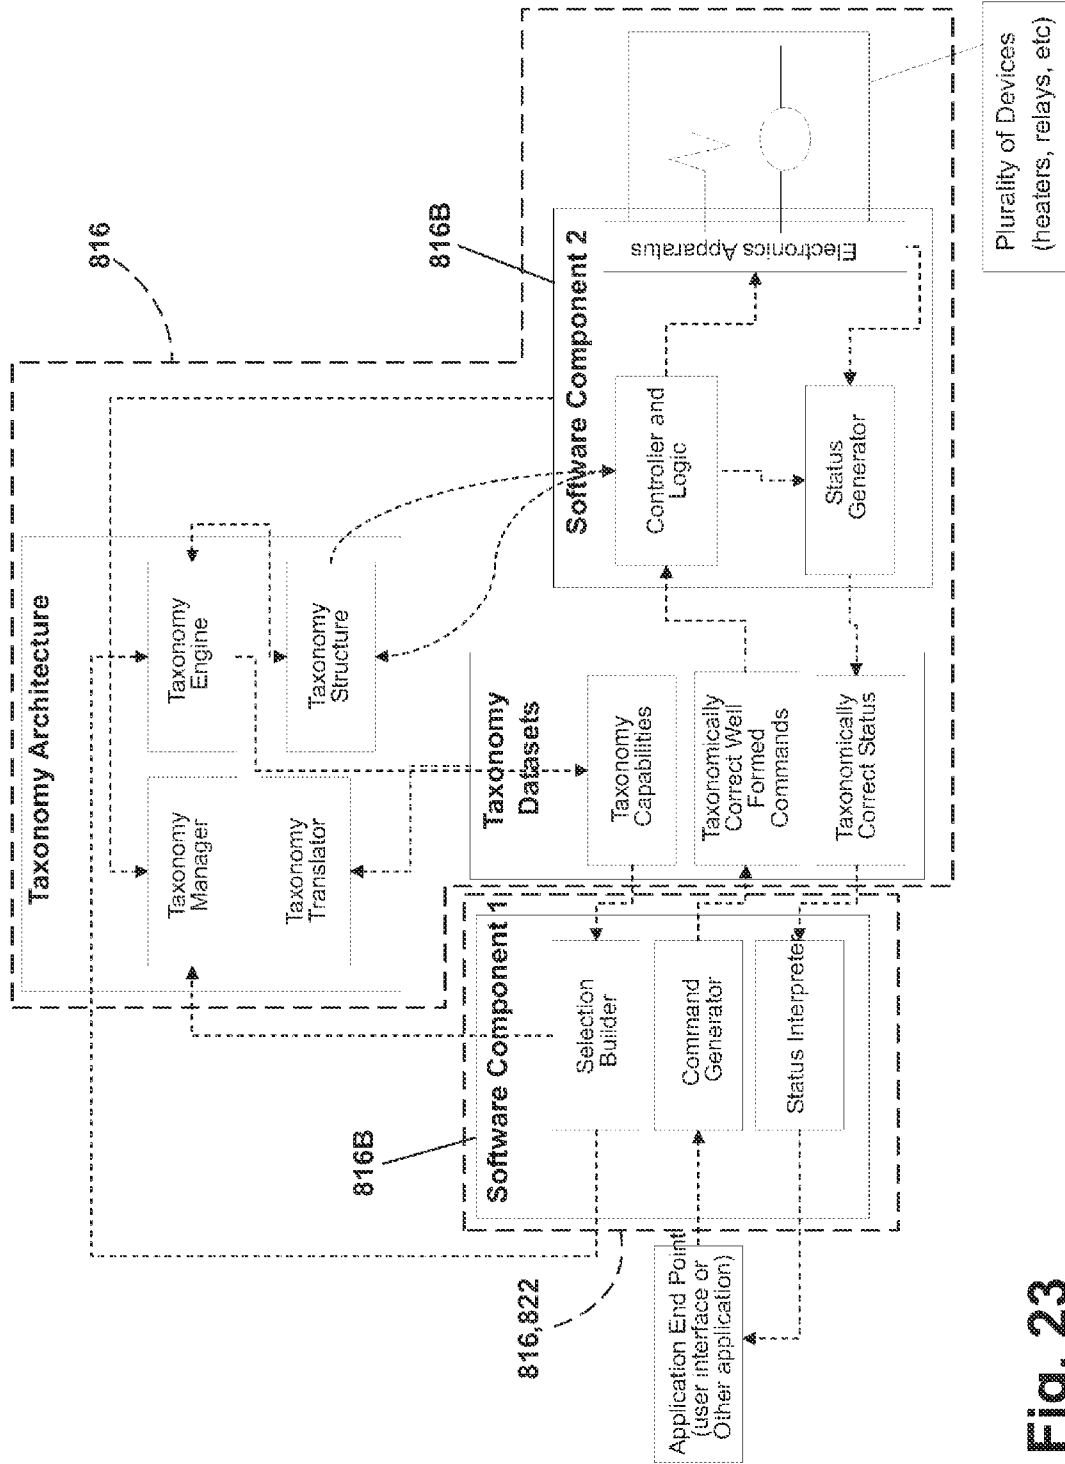 816
Taxonomy Architecture
Taxonomy
Manager
Taxonomy
Engine
Taxonomy
Translator
Taxonomy
Structure
816B
Software Component 1
Selection
Builder
Command
Generator
Status Interpreter
816,822
Application End Point
(user interface or
Other application)
Taxonomy
Datasets
Taxonomy
Capabilities
Taxonomically
Correct Well
Formed
Commands
Taxonomically
Correct Status
816B
Software Component 2
Controller and
Logic
Status
Generator
Electronics Apparatus
Plurality of Devices
(heaters, relays, etc)
Fig. 23